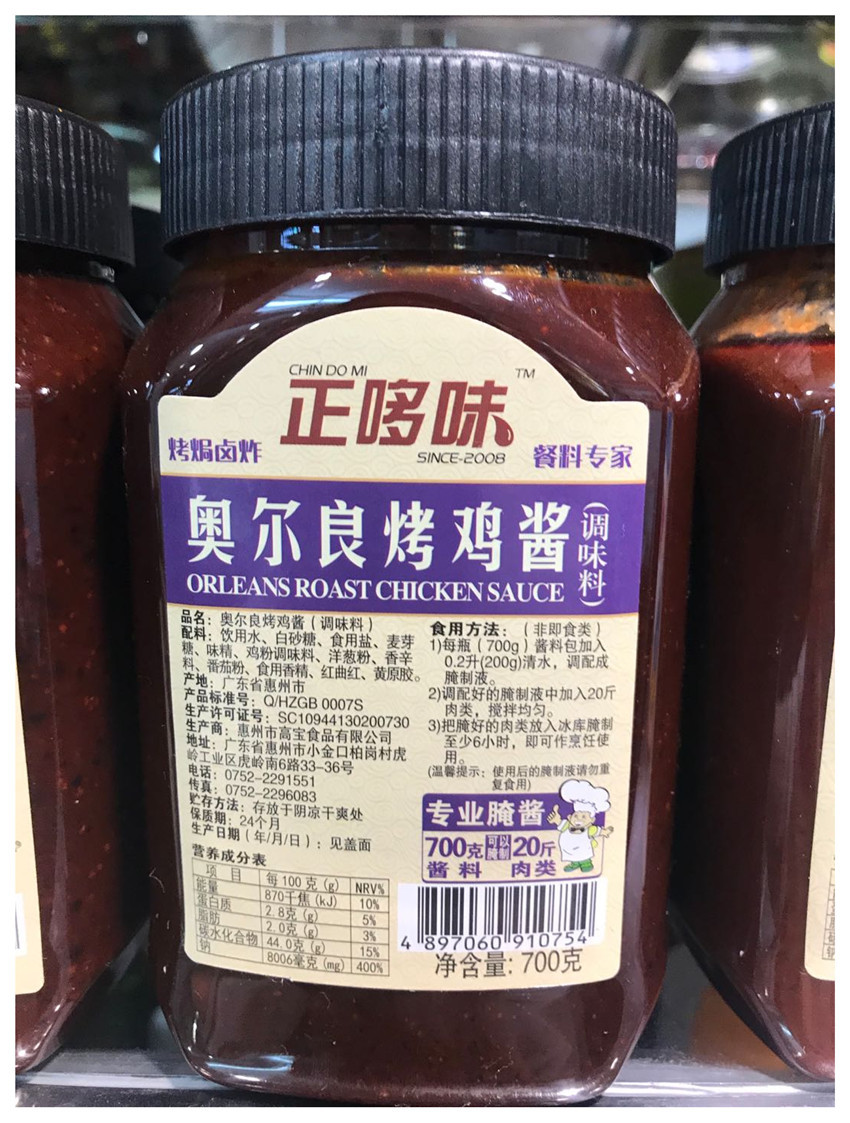 CHIN DO MI
正哆味 TM
SINCE-2008
烤焗卤炸
餐料专家
奥尔良烤鸡酱(调味料)
ORLEANS ROAST CHICKEN SAUCE
品名：奥尔良烤鸡酱（调味料）
配料：饮用水、白砂糖、食用盐、麦芽
糖、味精、鸡粉调味料、洋葱粉、香辛
料、番茄粉、食用香精、红曲红、黄原胶。
产地：广东省惠州市
产品标准号：Q/HZGB 0007S
生产许可证号：SC10944130200730
生产商：惠州市高宝食品有限公司
地址：广东省惠州市小金口柏岗村虎
岭工业区虎岭南6路33-36号
电话：0752-2291551
传真：0752-2296083
贮存方法：存放于阴凉干爽处
保质期：24个月
生产日期（年/月/日）：见盖面
营养成分表
项 目 每100克（g） NRV%
能量 870千焦（kJ） 10%
蛋白质 2.8克（g） 5%
脂肪 2.0克（g） 3%
碳水化合物 44.0克（g） 15%
钠 8006毫克（mg） 400%
食用方法：（非即食类）
1)每瓶（700g）酱料包加入
0.2升(200g)清水，调配成
腌制液。
2)调配好的腌制液中加入20斤
肉类，搅拌均匀。
3)把腌好的肉类放入冰库腌制
至少6小时，即可作烹饪使
用。
(温馨提示：使用后的腌制液请勿重
复食用)
专业腌酱
700克 可以腌制 20斤
酱料 肉类
4 897060 910754
净含量: 700克